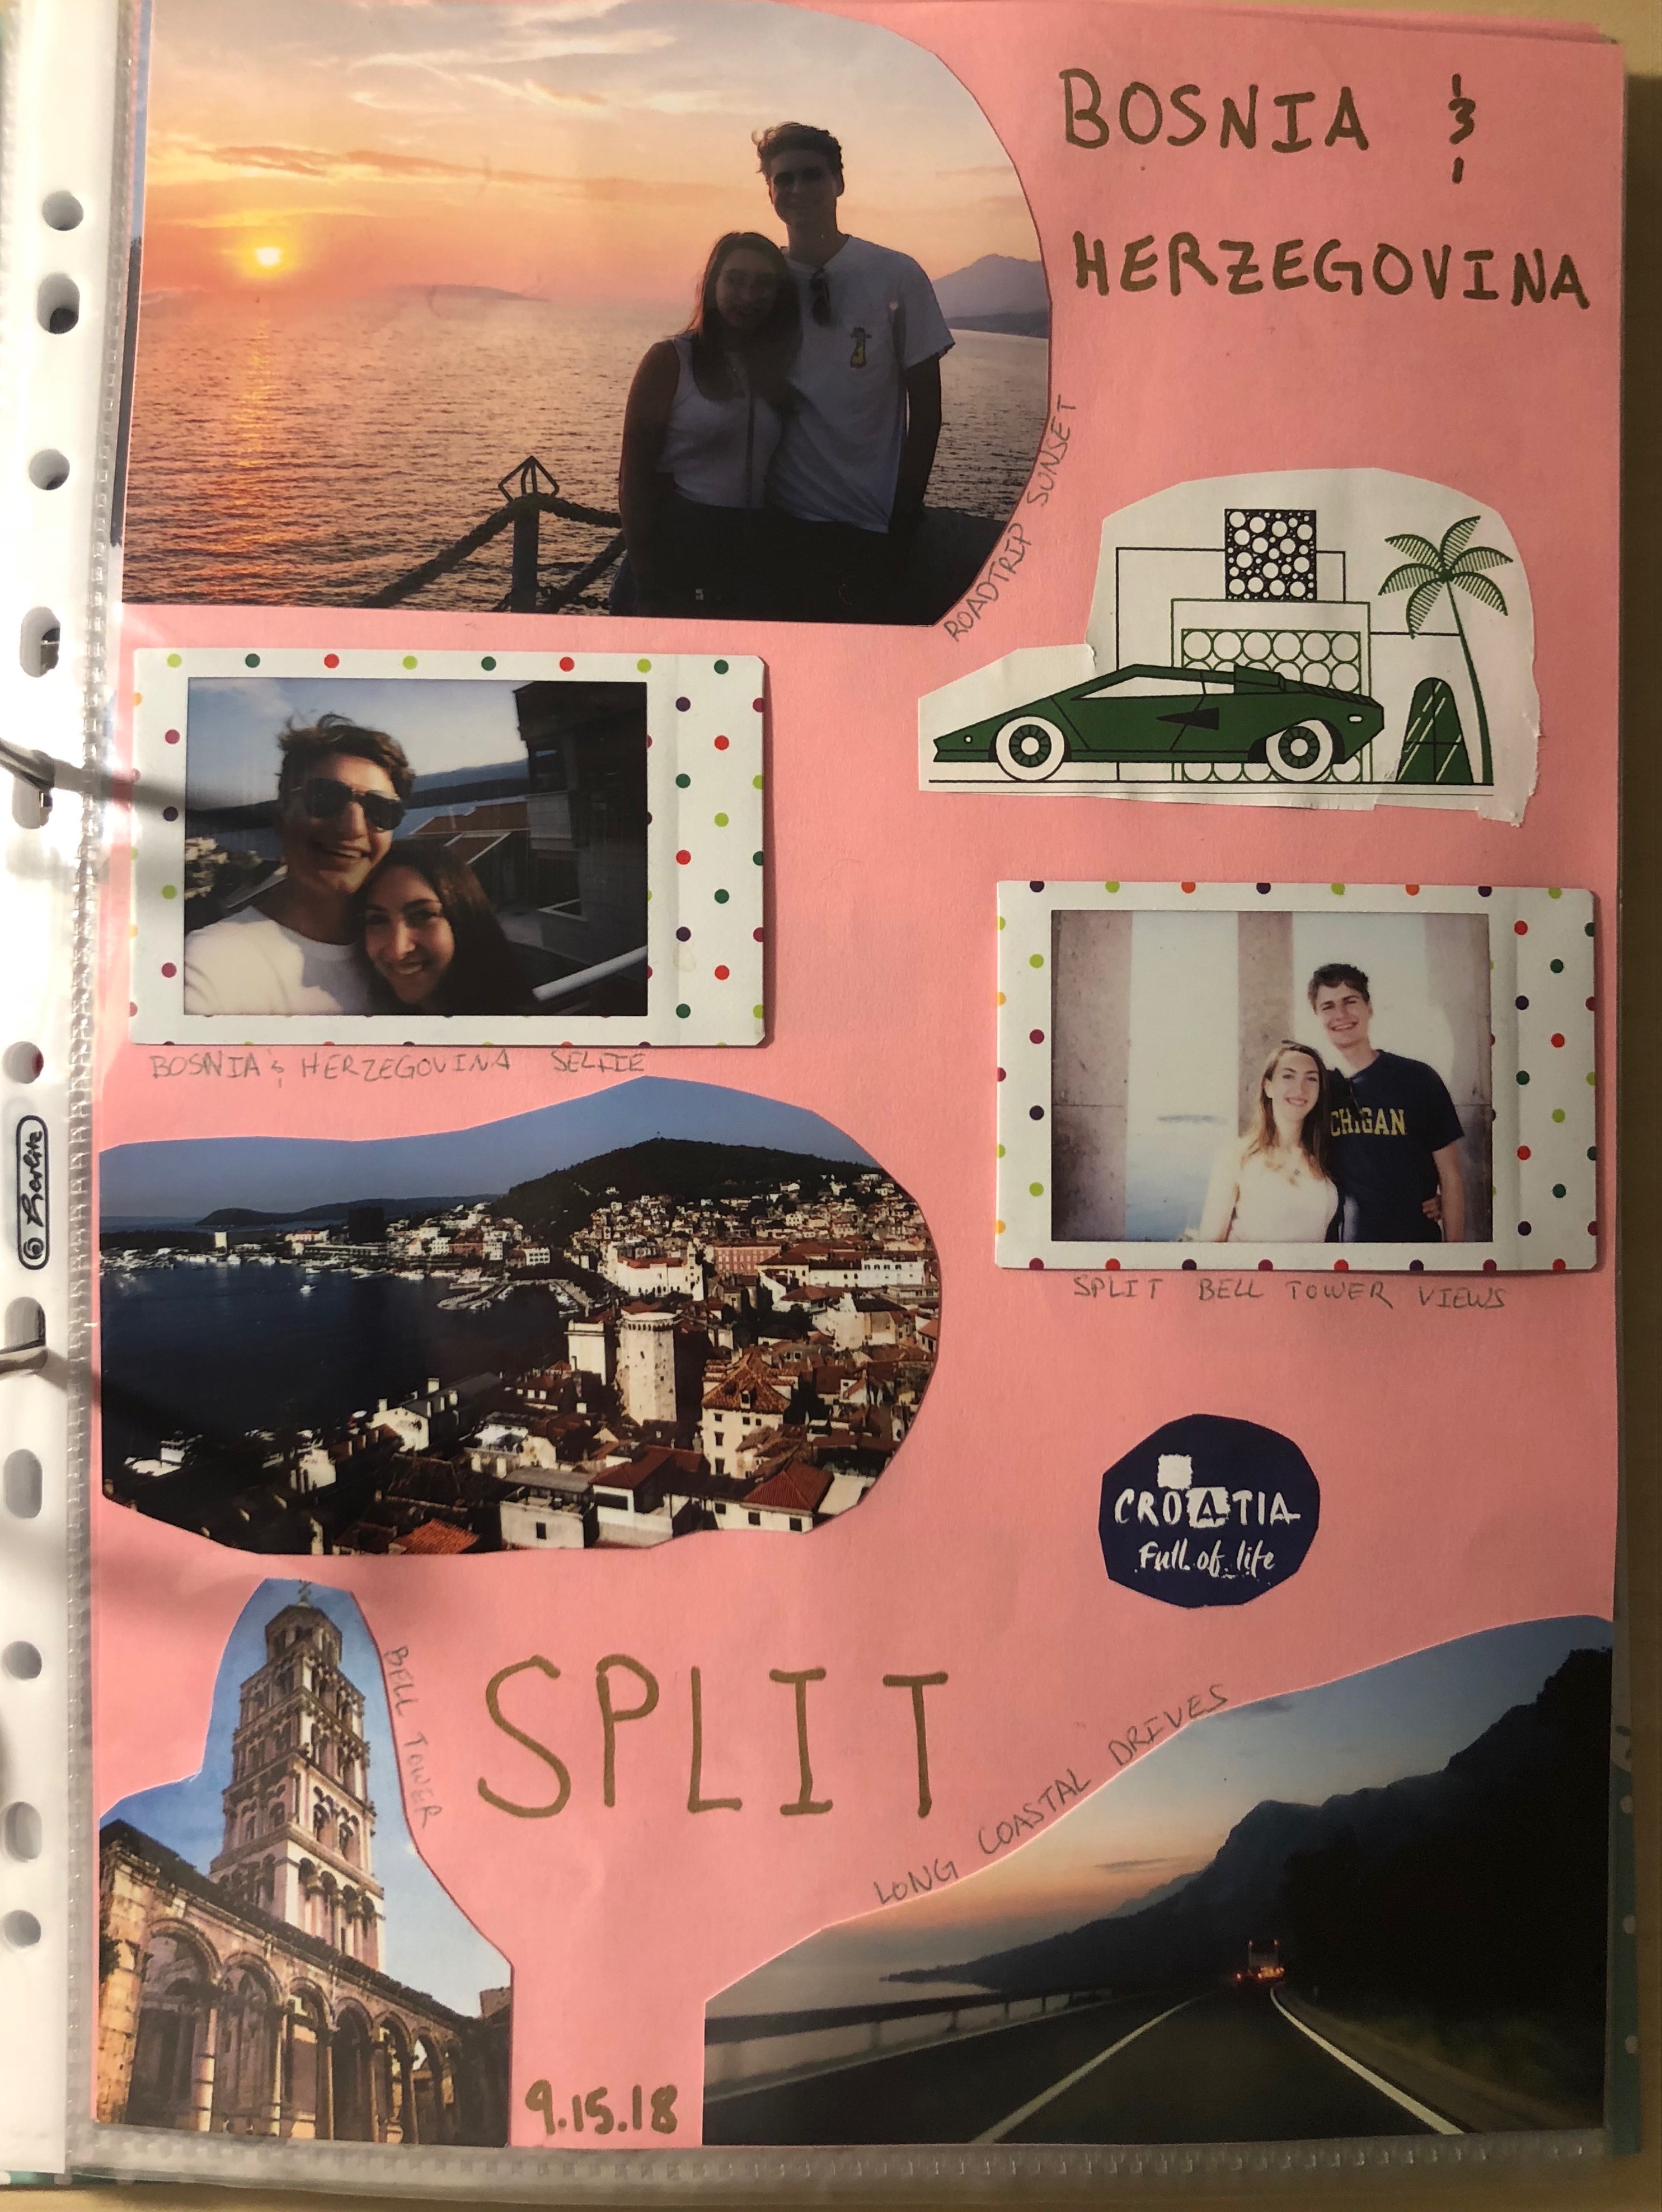 BOSNIA &
HERZEGOVINA
ROADTRIP SUNSET
BOSNIA & HERZEGOVINA SELFIE
CHIGAN
SPLIT BELL TOWER VIEWS
CROATIA
Full of life
BELL TOWER
SPLIT
LONG COASTAL DRIVES
9.15.18